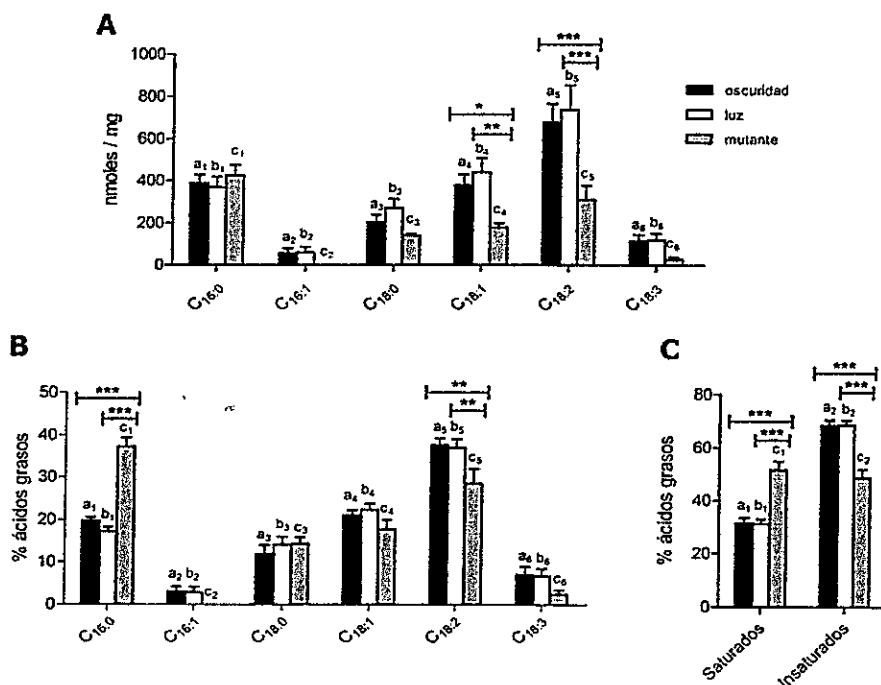 A
*** 
***
*
**
nmoles / mg
1000
800
600
400
200
0
a1 b1 c1
a2 b2 c2
a3 b3 c3
a4 b4 c4
a5 b5 c5
a6 b6 c6
C16:0 C16:1 C18:0 C18:1 C18:2 C18:3
oscuridad
luz
mutante
B
***
***
**
**
% ácidos grasos
50
40
30
20
10
0
a1 b1 c1
a2 b2 c2
a3 b3 c3
a4 b4 c4
a5 b5 c5
a6 b6 c6
C16:0 C16:1 C18:0 C18:1 C18:2 C18:3
C
***
***
***
***
% ácidos grasos
80
60
40
20
0
a1 b1 c1
a2 b2 c2
Saturados Insaturados